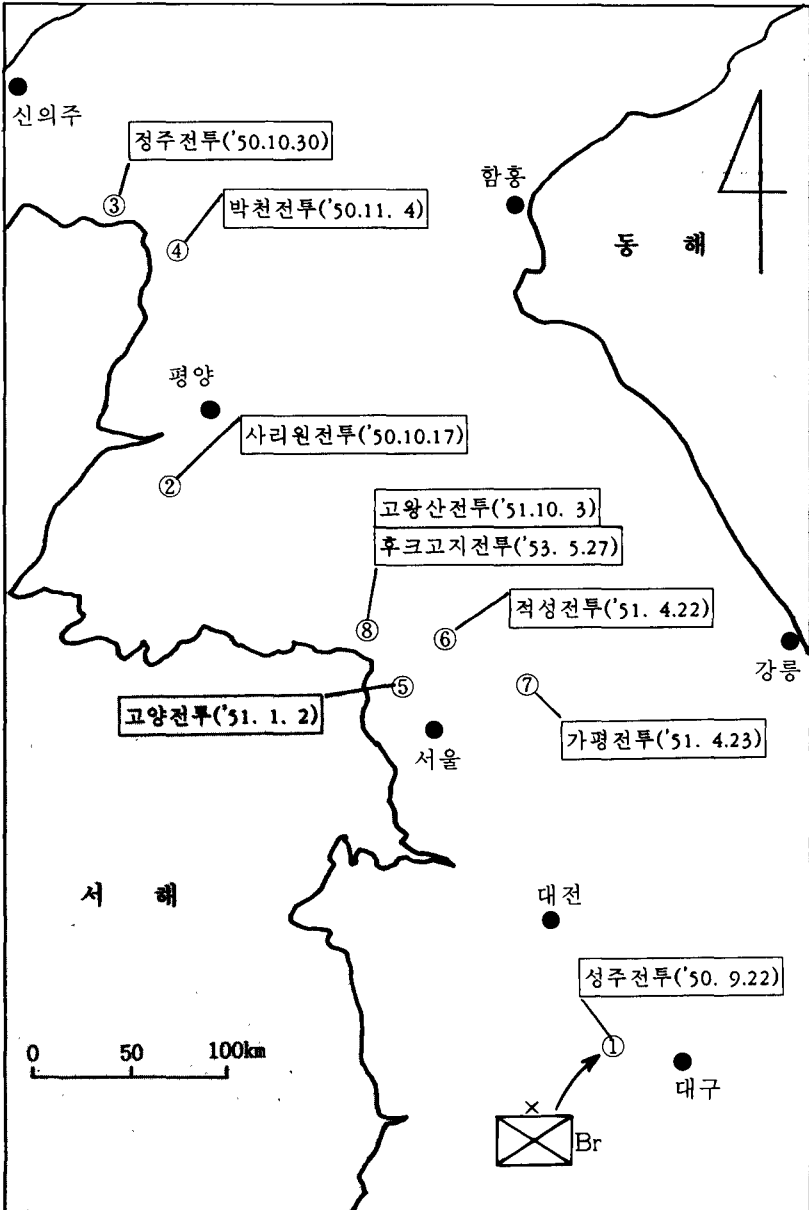 신의주
정주전투('50.10.30)
함흥
③
박천전투('50.11. 4)
④
동 해
평양
사리원전투('50.10.17)
②
고왕산전투('51.10. 3)
후크고지전투('53. 5.27)
적성전투('51. 4.22)
⑧
⑥
강릉
⑤
⑦
고양전투('51. 1. 2)
서울
가평전투('51. 4.23)
서 해
대전
성주전투('50. 9.22)
0 50 100km
①
대구
Br